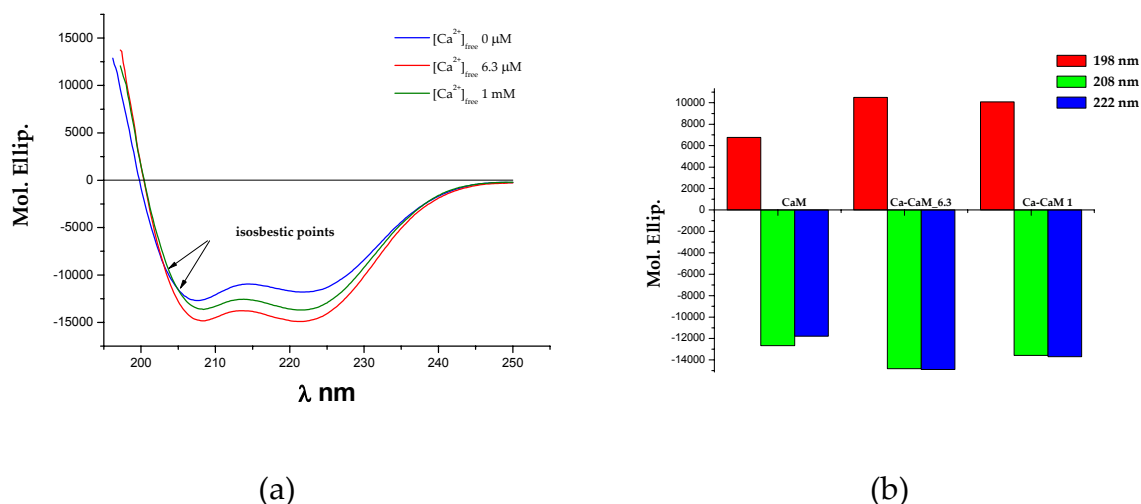 15000
10000
5000
0
-5000
-10000
-15000
Mol. Ellip.
[Ca²⁺]free 0 μM
[Ca²⁺]free 6.3 μM
[Ca²⁺]free 1 mM
isosbestic points
200 210 220 230 240 250
λ nm
(a)
198 nm
208 nm
222 nm
10000
8000
6000
4000
2000
0
-2000
-4000
-6000
-8000
-10000
-12000
-14000
Mol. Ellip.
CaM Ca-CaM_6.3 Ca-CaM 1
(b)